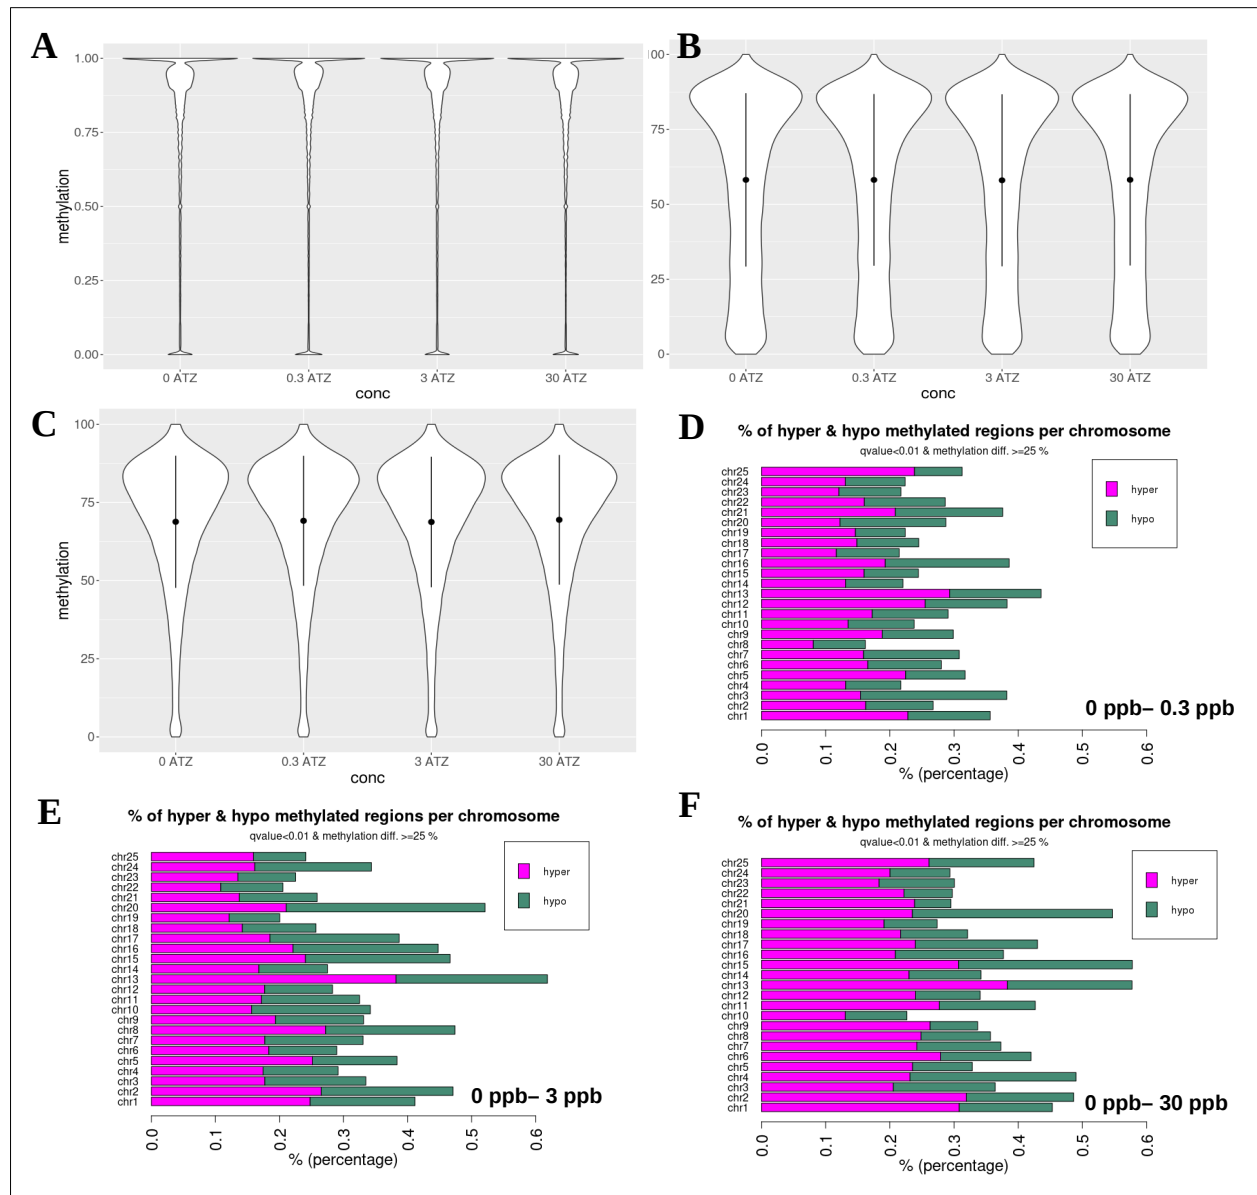 A
1.00
0.75
0.50
0.25
0.00
methylation
0 ATZ 0.3 ATZ 3 ATZ 30 ATZ
conc
B
100
75
50
25
0
0 ATZ 0.3 ATZ 3 ATZ 30 ATZ
conc
C
100
75
50
25
0
methylation
0 ATZ 0.3 ATZ 3 ATZ 30 ATZ
conc
D
% of hyper & hypo methylated regions per chromosome
qvalue<0.01 & methylation diff. >=25 %
hyper
hypo
chr25
chr24
chr23
chr22
chr21
chr20
chr19
chr18
chr17
chr16
chr15
chr14
chr13
chr12
chr11
chr10
chr9
chr8
chr7
chr6
chr5
chr4
chr3
chr2
chr1
0 ppb– 0.3 ppb
0.0 0.1 0.2 0.3 0.4 0.5 0.6
% (percentage)
E
% of hyper & hypo methylated regions per chromosome
qvalue<0.01 & methylation diff. >=25 %
hyper
hypo
chr25
chr24
chr23
chr22
chr21
chr20
chr19
chr18
chr17
chr16
chr15
chr14
chr13
chr12
chr11
chr10
chr9
chr8
chr7
chr6
chr5
chr4
chr3
chr2
chr1
0 ppb– 3 ppb
0.0 0.1 0.2 0.3 0.4 0.5 0.6
% (percentage)
F
% of hyper & hypo methylated regions per chromosome
qvalue<0.01 & methylation diff. >=25 %
hyper
hypo
chr25
chr24
chr23
chr22
chr21
chr20
chr19
chr18
chr17
chr16
chr15
chr14
chr13
chr12
chr11
chr10
chr9
chr8
chr7
chr6
chr5
chr4
chr3
chr2
chr1
0 ppb– 30 ppb
0.0 0.1 0.2 0.3 0.4 0.5 0.6
% (percentage)